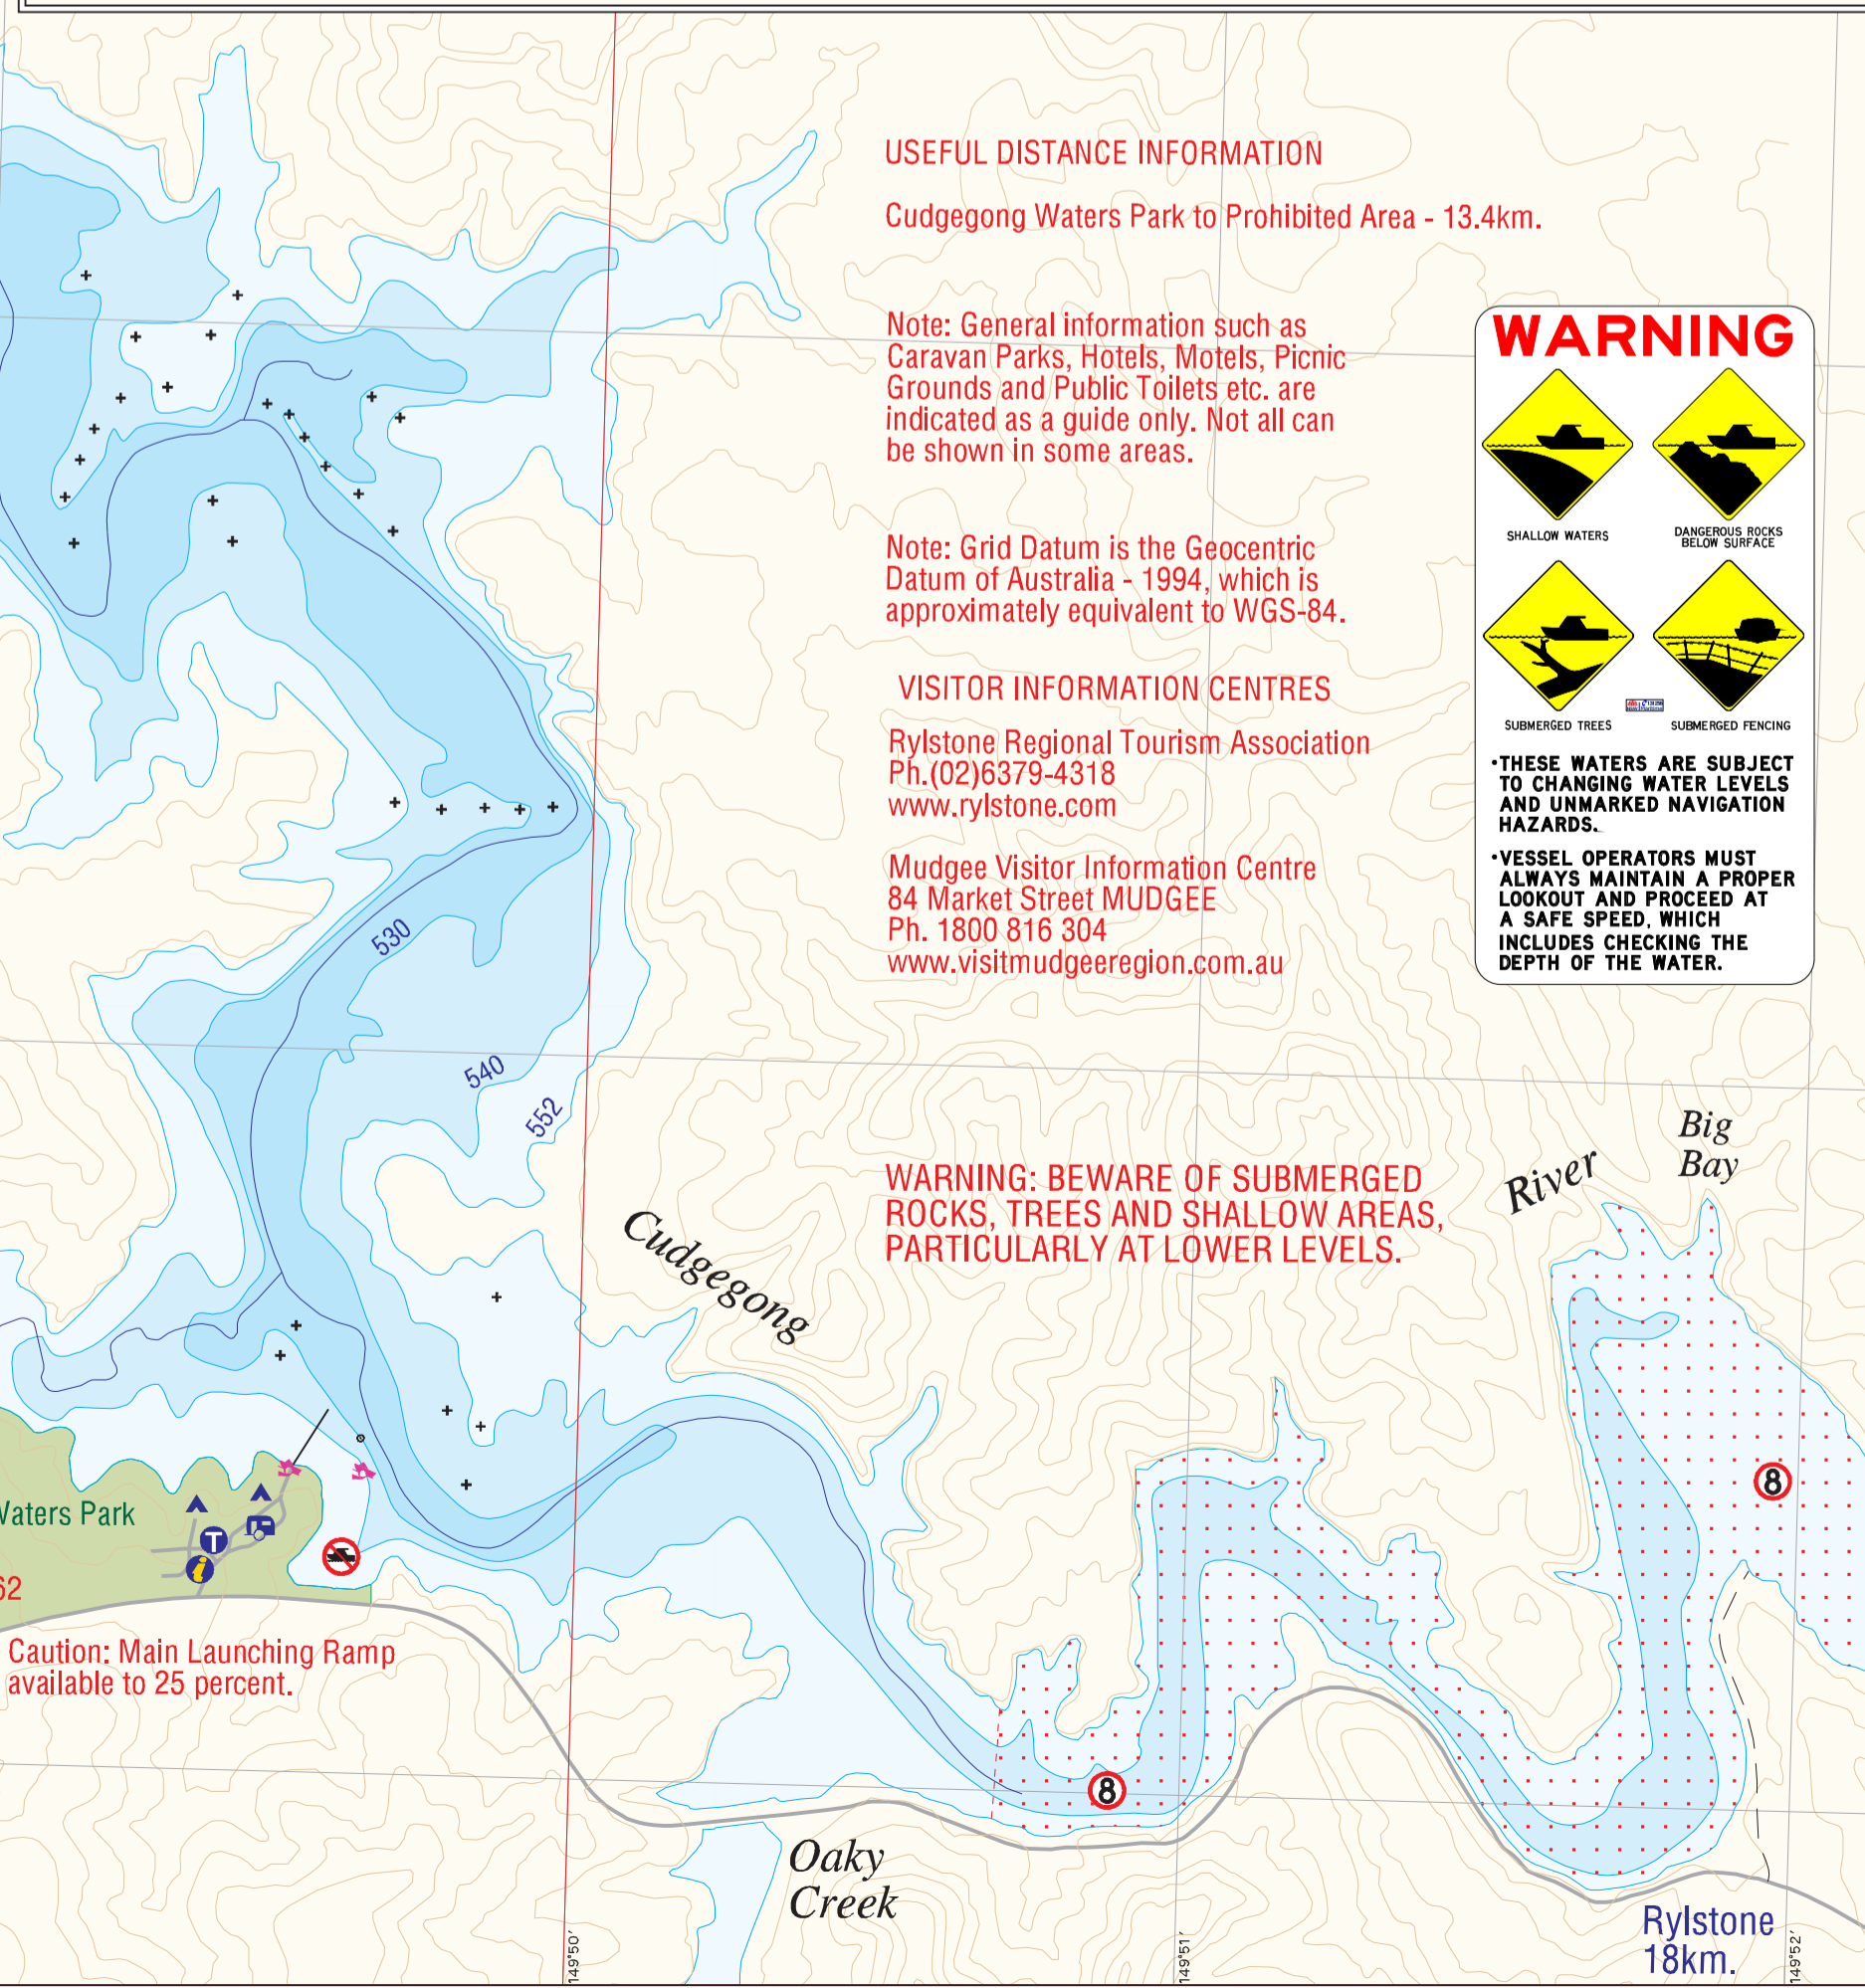 USEFUL DISTANCE INFORMATION
Cudgegong Waters Park to Prohibited Area - 13.4km.
Note: General information such as
Caravan Parks, Hotels, Motels, Picnic
Grounds and Public Toilets etc. are
indicated as a guide only. Not all can
be shown in some areas.
Note: Grid Datum is the Geocentric
Datum of Australia - 1994, which is
approximately equivalent to WGS-84.
VISITOR INFORMATION CENTRES
Rylstone Regional Tourism Association
Ph.(02)6379-4318
www.rylstone.com
Mudgee Visitor Information Centre
84 Market Street MUDGEE
Ph. 1800 816 304
www.visitmudgeeregion.com.au
WARNING
SHALLOW WATERS
DANGEROUS ROCKS
BELOW SURFACE
SUBMERGED TREES
SUBMERGED FENCING
•THESE WATERS ARE SUBJECT
TO CHANGING WATER LEVELS
AND UNMARKED NAVIGATION
HAZARDS.
•VESSEL OPERATORS MUST
ALWAYS MAINTAIN A PROPER
LOOKOUT AND PROCEED AT
A SAFE SPEED, WHICH
INCLUDES CHECKING THE
DEPTH OF THE WATER.
530
540
552
WARNING: BEWARE OF SUBMERGED
ROCKS, TREES AND SHALLOW AREAS,
PARTICULARLY AT LOWER LEVELS.
Cudgegong
River
Big
Bay
8
Waters Park
T
i
62
Caution: Main Launching Ramp
available to 25 percent.
8
Oaky
Creek
Rylstone
18km.
149°50'
149°51'
149°52'